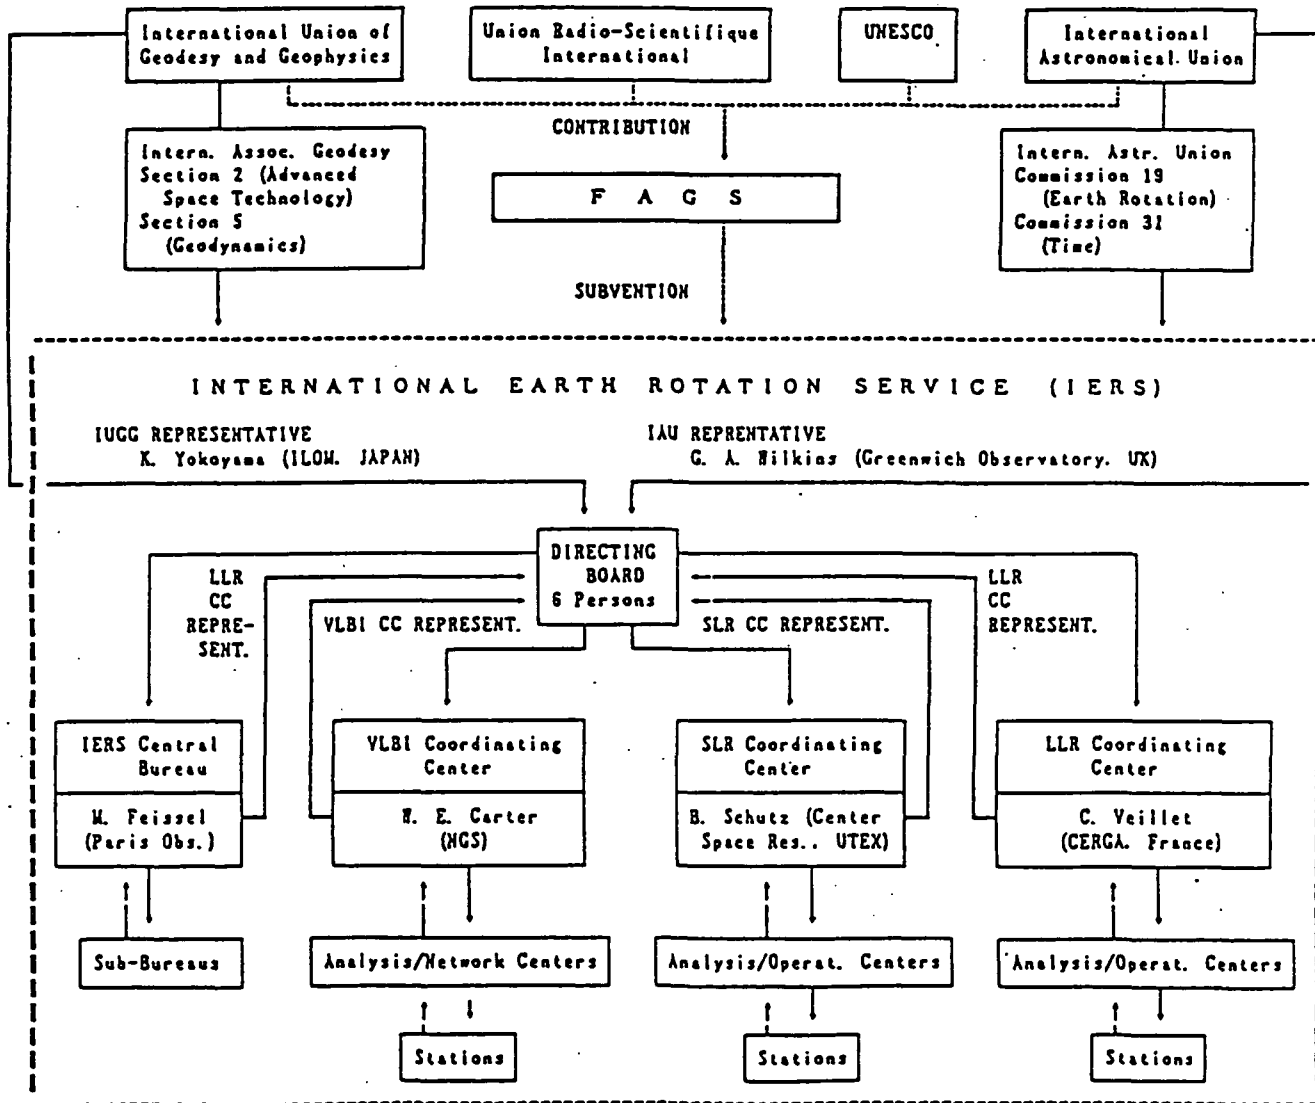 International Union of
Geodesy and Geophysics
Union Radio-Scientifique
International
UNESCO
International
Astronomical Union
CONTRIBUTION
Intern. Assoc. Geodesy
Section 2 (Advanced
Space Technology)
Section 5
(Geodynamics)
F A G S
Intern. Astr. Union
Commission 19
(Earth Rotation)
Commission 31
(Time)
SUBVENTION
INTERNATIONAL EARTH ROTATION SERVICE (IERS)
IUGG REPRESENTATIVE
K. Yokoyama (ILOM. JAPAN)
IAU REPRENTATIVE
G. A. Wilkins (Greenwich Observatory. UK)
DIRECTING
BOARD
6 Persons
LLR
CC
REPRE-
SENT.
VLBI CC REPRESENT.
SLR CC REPRESENT.
LLR
CC
REPRESENT.
IERS Central
Bureau
M. Feissel
(Paris Obs.)
VLBI Coordinating
Center
W. E. Carter
(NGS)
SLR Coordinating
Center
B. Schutz (Center
Space Res.. UTEX)
LLR Coordinating
Center
C. Veillet
(CERGA. France)
Sub-Bureaus
Analysis/Network Centers
Analysis/Operat. Centers
Analysis/Operat. Centers
Stations
Stations
Stations